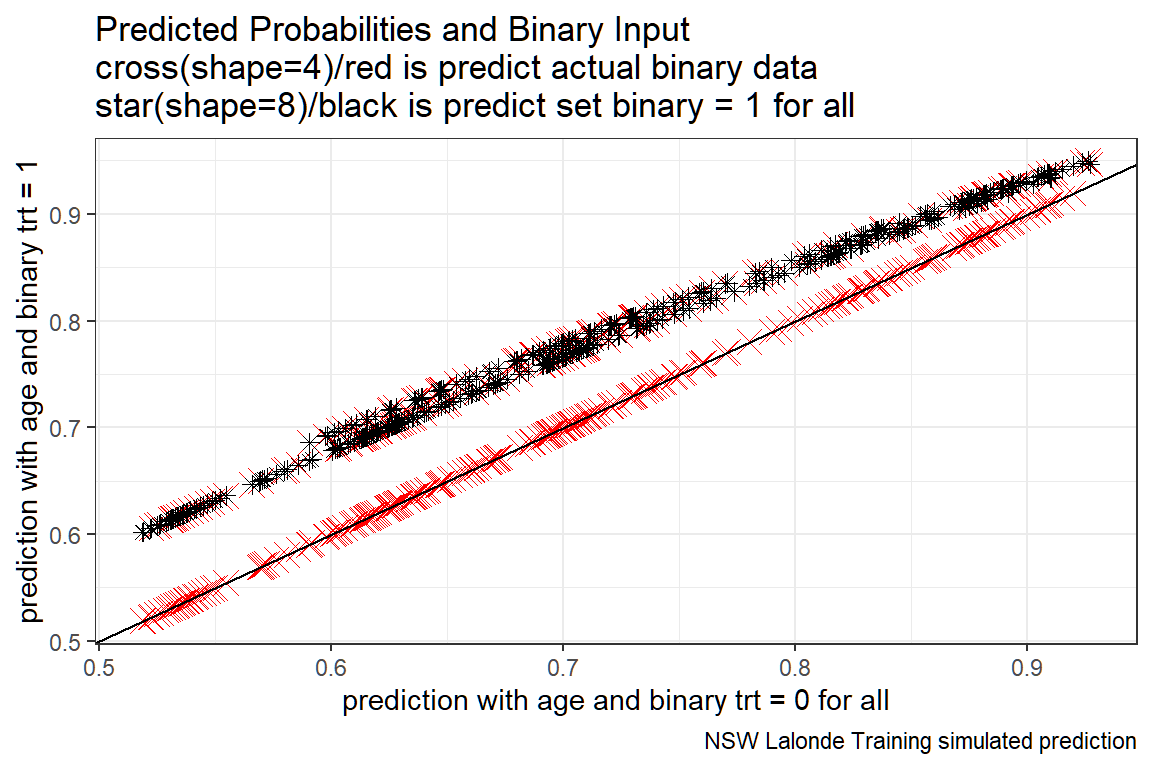 Predicted Probabilities and Binary Input
cross(shape=4)/red is predict actual binary data
star(shape=8)/black is predict set binary = 1 for all
prediction with age and binary trt = 1
0.9
0.8
0.7
0.6
0.5
0.5 0.6 0.7 0.8 0.9
prediction with age and binary trt = 0 for all
NSW Lalonde Training simulated prediction